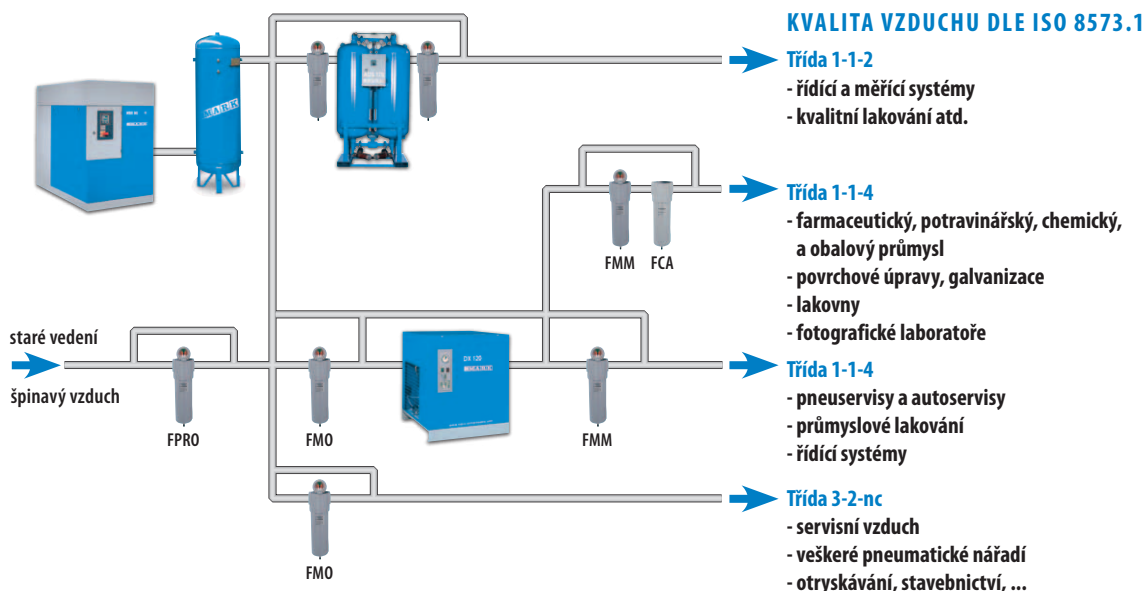 KVALITA VZDUCHU DLE ISO 8573.1
Třída 1-1-2
- řídící a měřící systémy
- kvalitní lakování atd.
MARK
Třída 1-1-4
- farmaceutický, potravinářský, chemický,
a obalový průmysl
- povrchové úpravy, galvanizace
- lakovny
- fotografické laboratoře
FMM
FCA
staré vedení
špinavý vzduch
FPRO
FMO
DX 120
MARK
FMM
Třída 1-1-4
- pneuservisy a autoservisy
- průmyslové lakování
- řídící systémy
Třída 3-2-nc
- servisní vzduch
- veškeré pneumatické nářadí
- otryskávání, stavebnictví, ...
FMO